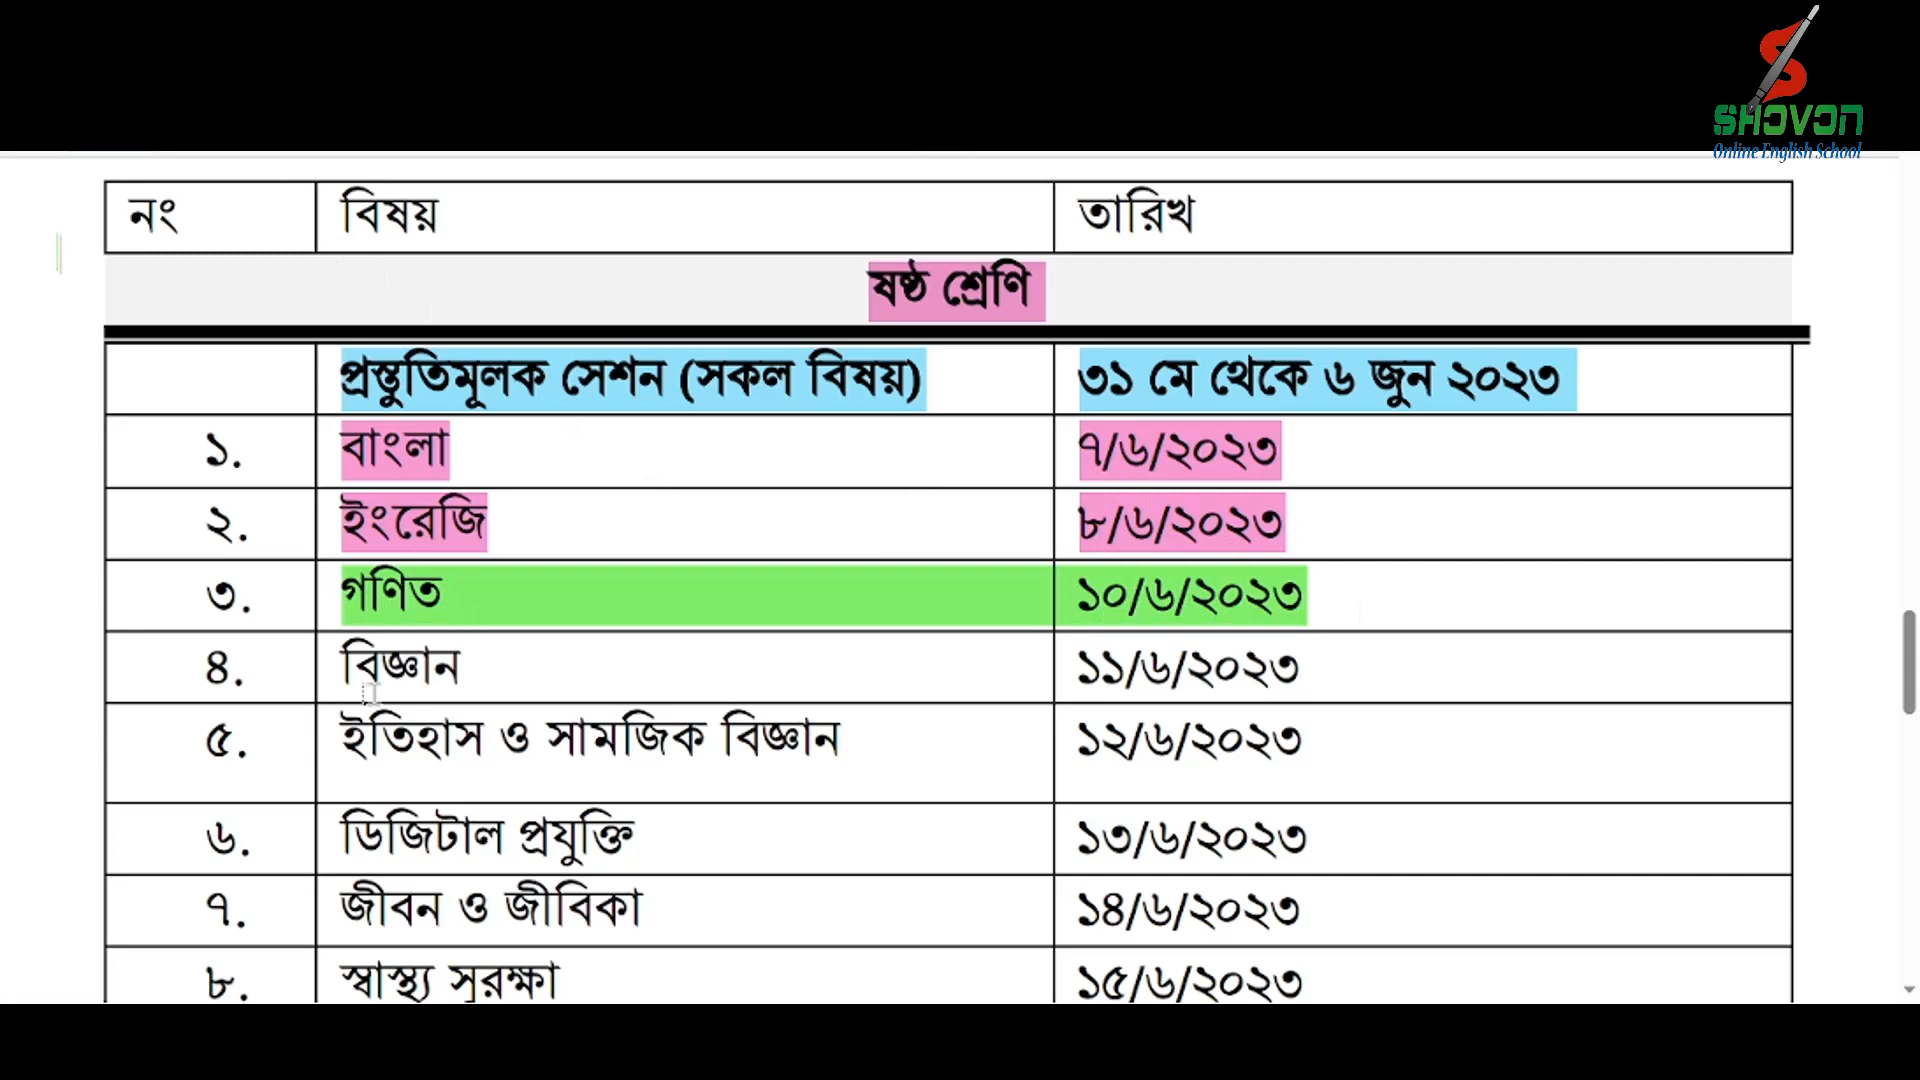 SHOVON
Online English School
নং বিষয় তারিখ
ষষ্ঠ শ্রেণি
প্রস্তুতিমূলক সেশন (সকল বিষয়) ৩১ মে থেকে ৬ জুন ২০২৩
১. বাংলা ৭/৬/২০২৩
২. ইংরেজি ৮/৬/২০২৩
৩. গণিত ১০/৬/২০২৩
৪. বিজ্ঞান ১১/৬/২০২৩
৫. ইতিহাস ও সামজিক বিজ্ঞান ১২/৬/২০২৩
৬. ডিজিটাল প্রযুক্তি ১৩/৬/২০২৩
৭. জীবন ও জীবিকা ১৪/৬/২০২৩
৮. স্বাস্থ্য সুরক্ষা ১৫/৬/২০২৩